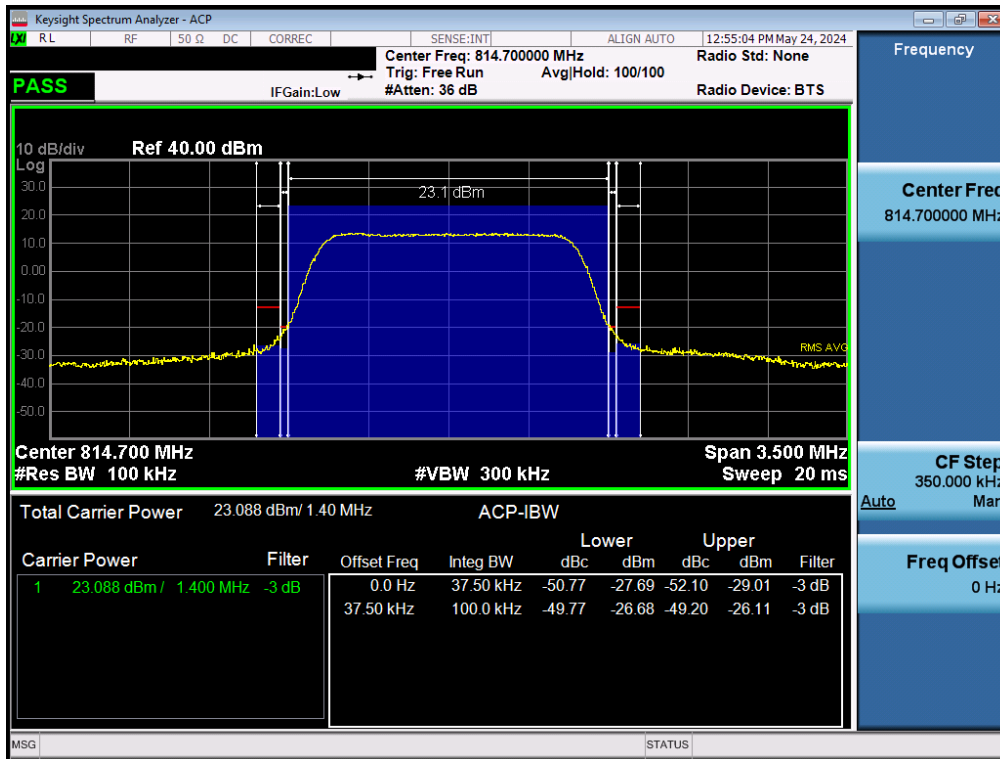 Keysight Spectrum Analyzer - ACP
LXI RL RF 50 Ω DC CORREC SENSE:INT ALIGN AUTO 12:55:04 PM May 24, 2024
Center Freq: 814.700000 MHz Radio Std: None
Trig: Free Run Avg|Hold: 100/100
PASS IFGain:Low #Atten: 36 dB Radio Device: BTS
10 dB/div Ref 40.00 dBm
Log
23.1 dBm
30.0
20.0
10.0
0.00
-10.0
-20.0
-30.0
-40.0
-50.0
RMS AVG
Center 814.700 MHz Span 3.500 MHz
#Res BW 100 kHz #VBW 300 kHz Sweep 20 ms
Total Carrier Power 23.088 dBm/ 1.40 MHz ACP-IBW
Lower Upper
Carrier Power Filter Offset Freq Integ BW dBc dBm dBc dBm Filter
1 23.088 dBm / 1.400 MHz -3 dB 0.0 Hz 37.50 kHz -50.77 -27.69 -52.10 -29.01 -3 dB
37.50 kHz 100.0 kHz -49.77 -26.68 -49.20 -26.11 -3 dB
MSG STATUS
Frequency
Center Freq
814.700000 MHz
CF Step
350.000 kHz
Auto Man
Freq Offset
0 Hz